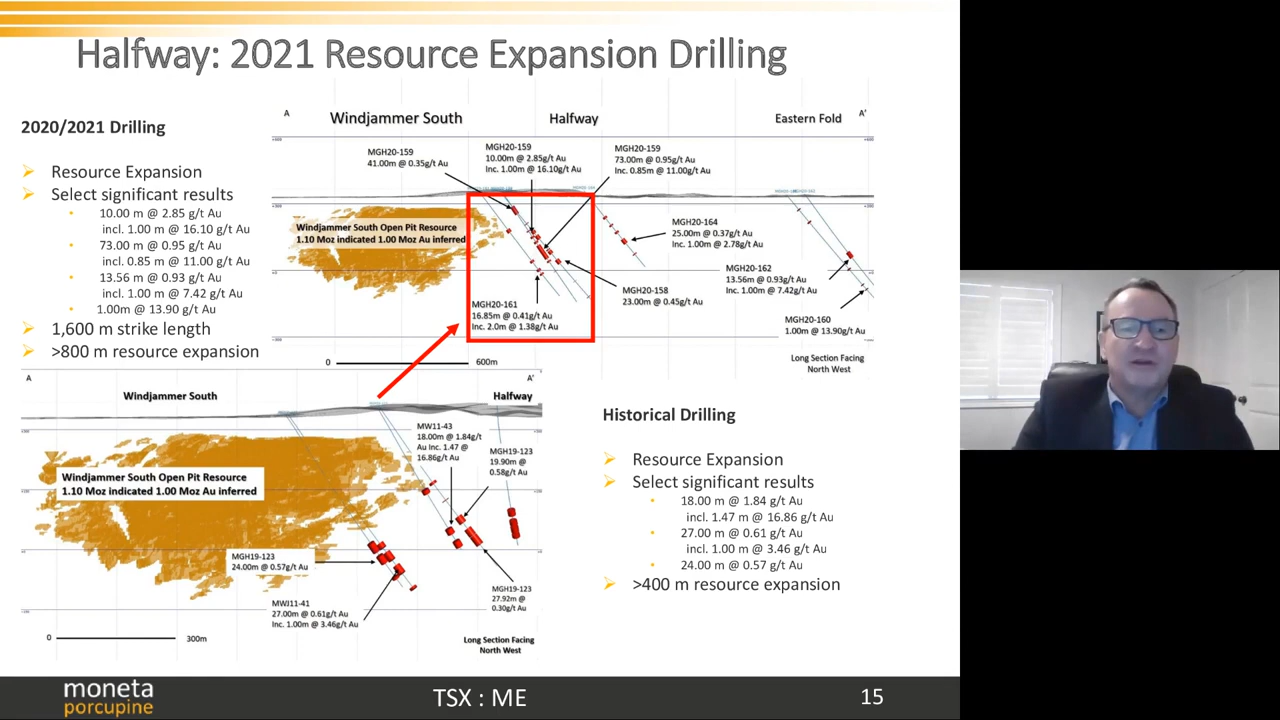 Halfway: 2021 Resource Expansion Drilling
2020/2021 Drilling
Resource Expansion
Select significant results
10.00 m @ 2.85 g/t Au
incl. 1.00 m @ 16.10 g/t Au
73.00 m @ 0.95 g/t Au
incl. 0.85 m @ 11.00 g/t Au
13.56 m @ 0.93 g/t Au
incl. 1.00 m @ 7.42 g/t Au
1.00m @ 13.90 g/t Au
1,600 m strike length
>800 m resource expansion
A
Windjammer South
Halfway
Eastern Fold
A'
MGH20-159
41.00m @ 0.35g/t Au
MGH20-159
10.00m @ 2.85g/t Au
Inc. 1.00m @ 16.10g/t Au
MGH20-159
73.00m @ 0.95g/t Au
Inc. 0.85m @ 11.00g/t Au
Windjammer South Open Pit Resource
1.10 Moz indicated 1.00 Moz Au inferred
MGH20-164
25.00m @ 0.37g/t Au
Inc. 1.00m @ 2.78g/t Au
MGH20-162
13.56m @ 0.93g/t Au
Inc. 1.00m @ 7.42g/t Au
MGH20-158
23.00m @ 0.45g/t Au
MGH20-161
16.85m @ 0.41g/t Au
Inc. 2.0m @ 1.38g/t Au
MGH20-160
1.00m @ 13.90g/t Au
0
600m
Long Section Facing
North West
A
A'
Windjammer South
Halfway
MW11-43
18.00m @ 1.84g/t
Au Inc. 1.47 @
16.86g/t Au
MGH19-123
19.90m @
0.58g/t Au
Windjammer South Open Pit Resource
1.10 Moz indicated 1.00 Moz Au inferred
MGH19-123
24.00m @ 0.57g/t Au
MWJ11-41
27.00m @ 0.61g/t Au
Inc. 1.00m @ 3.46g/t Au
MGH19-123
27.92m @
0.30g/t Au
0
300m
Long Section Facing
North West
Historical Drilling
Resource Expansion
Select significant results
18.00 m @ 1.84 g/t Au
incl. 1.47 m @ 16.86 g/t Au
27.00 m @ 0.61 g/t Au
incl. 1.00 m @ 3.46 g/t Au
24.00 m @ 0.57 g/t Au
>400 m resource expansion
moneta
porcupine
TSX : ME
15